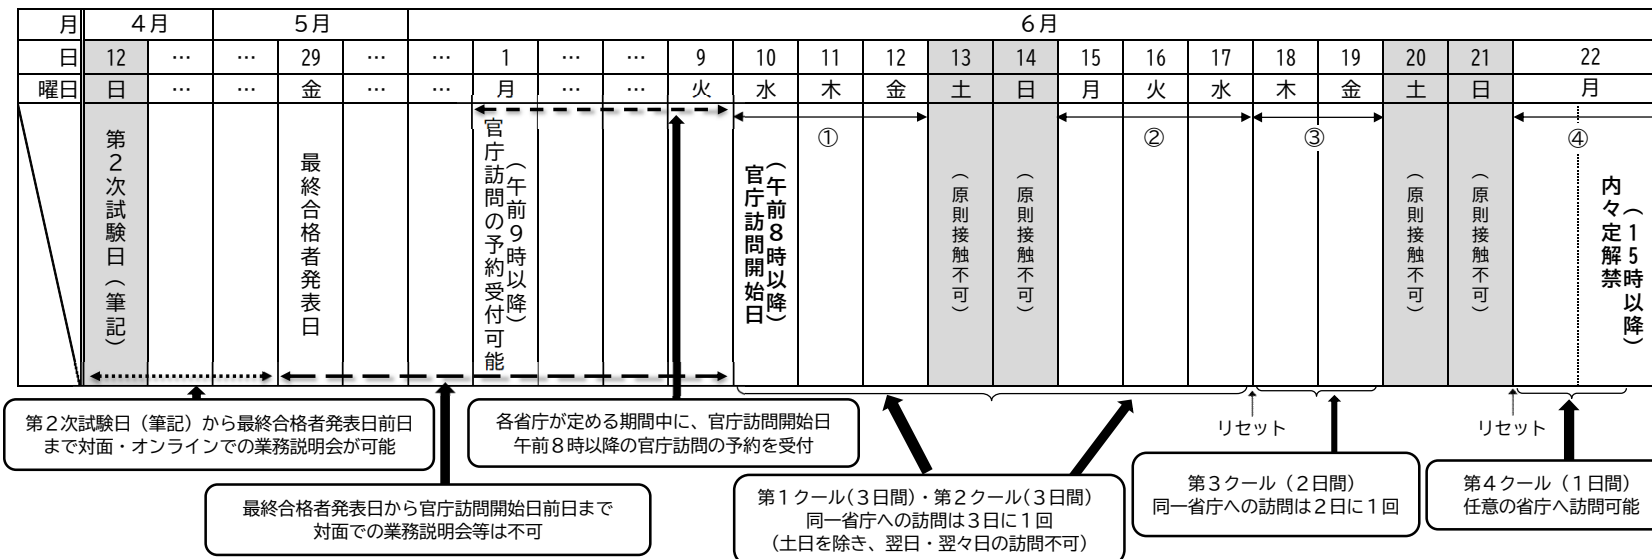 月 4月 5月 6月
日 12 … … 29 … … 1 … … 9 10 11 12 13 14 15 16 17 18 19 20 21 22
曜日 日 … … 金 … … 月 … … 火 水 木 金 土 日 月 火 水 木 金 土 日 月
① ② ③ ④
第2次試験日(筆記)
最終合格者発表日
官庁訪問の予約受付可能
(午前9時以降)
官庁訪問開始日
(午前8時以降)
(原則接触不可)
(原則接触不可)
(原則接触不可)
(原則接触不可)
内々定解禁
(15時以降)
リセット
リセット
第2次試験日(筆記)から最終合格者発表日前日
まで対面・オンラインでの業務説明会が可能
各省庁が定める期間中に、官庁訪問開始日
午前8時以降の官庁訪問の予約を受付
最終合格者発表日から官庁訪問開始日前日まで
対面での業務説明会等は不可
第1クール(3日間)・第2クール(3日間)
同一省庁への訪問は3日に1回
(土日を除き、翌日・翌々日の訪問不可)
第3クール(2日間)
同一省庁への訪問は2日に1回
第4クール(1日間)
任意の省庁へ訪問可能